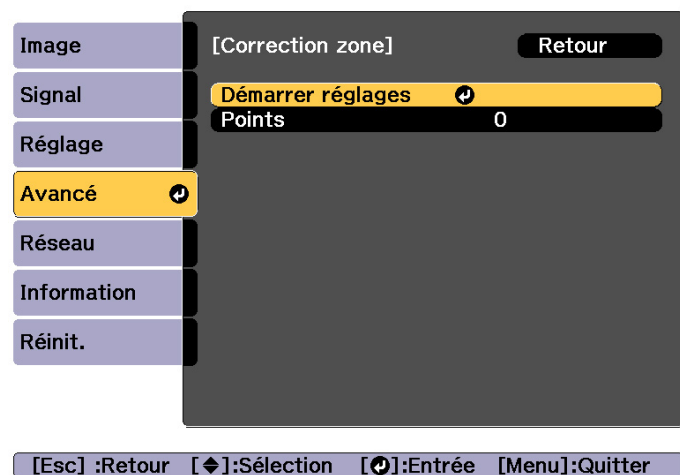 Image
Signal
Réglage
Avancé
Réseau
Information
Réinit.
[Correction zone] Retour
Démarrer réglages
Points 0
[Esc] :Retour [◆]:Sélection [↵]:Entrée [Menu]:Quitter